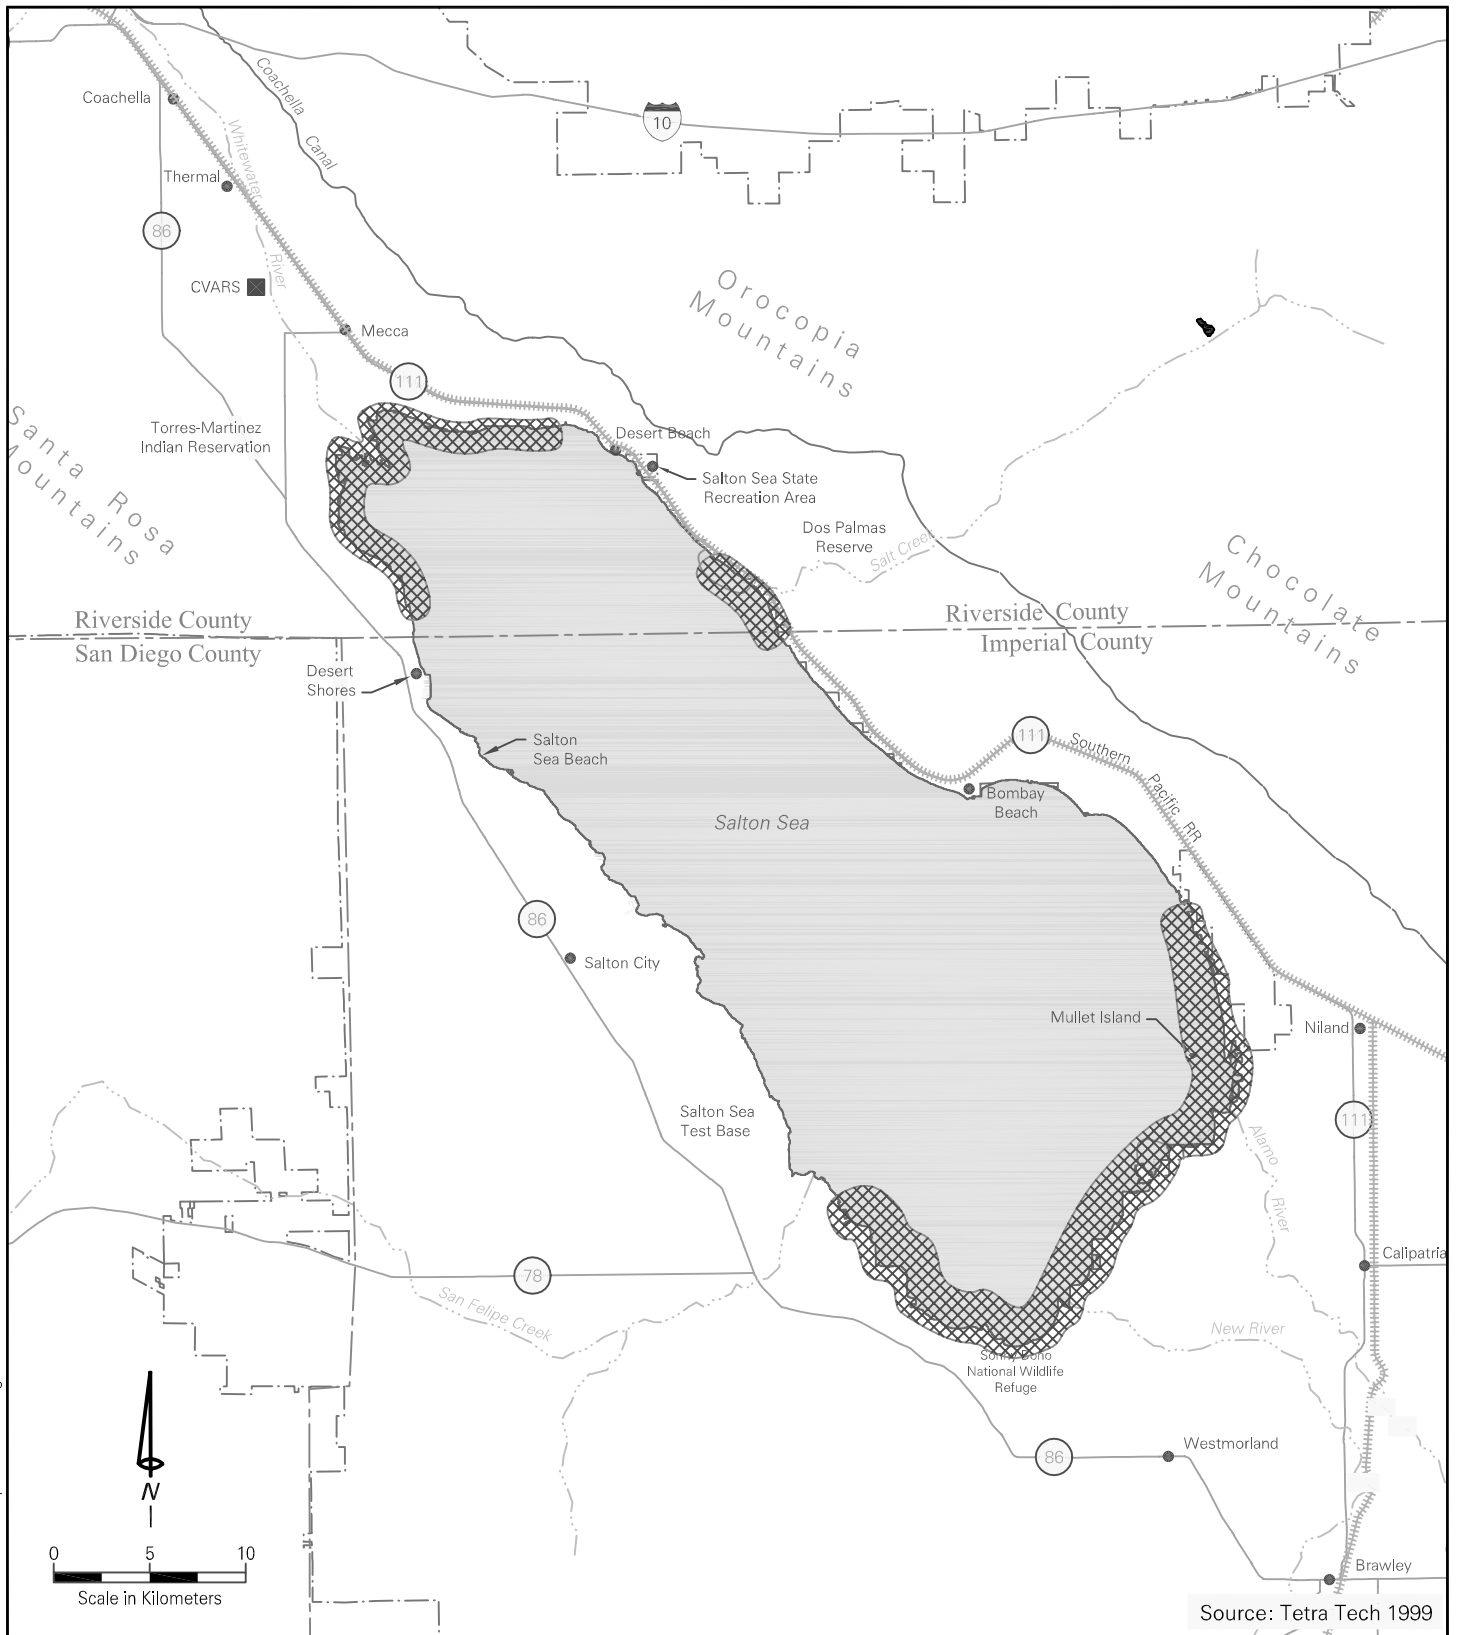 Coachella
Coachella
Canal
10
Whitewater
River
Thermal
86
CVARS
Orocopia
Mountains
Mecca
111
Santa Rosa
Mountains
Torres-Martinez
Indian Reservation
Desert Beach
Salton Sea State
Recreation Area
Dos Palmas
Reserve
Salt Creek
Chocolate
Mountains
Riverside County
San Diego County
Riverside County
Imperial County
Desert
Shores
Salton
Sea Beach
111
Southern
Pacific RR
Bombay
Beach
Salton Sea
86
Salton City
Mullet Island
Niland
Salton Sea
Test Base
111
Alamo
River
Calipatria
78
San Felipe Creek
New River
Sonny Bono
National Wildlife
Refuge
Westmorland
86
N
0 5 10
Scale in Kilometers
Brawley
Source: Tetra Tech 1999